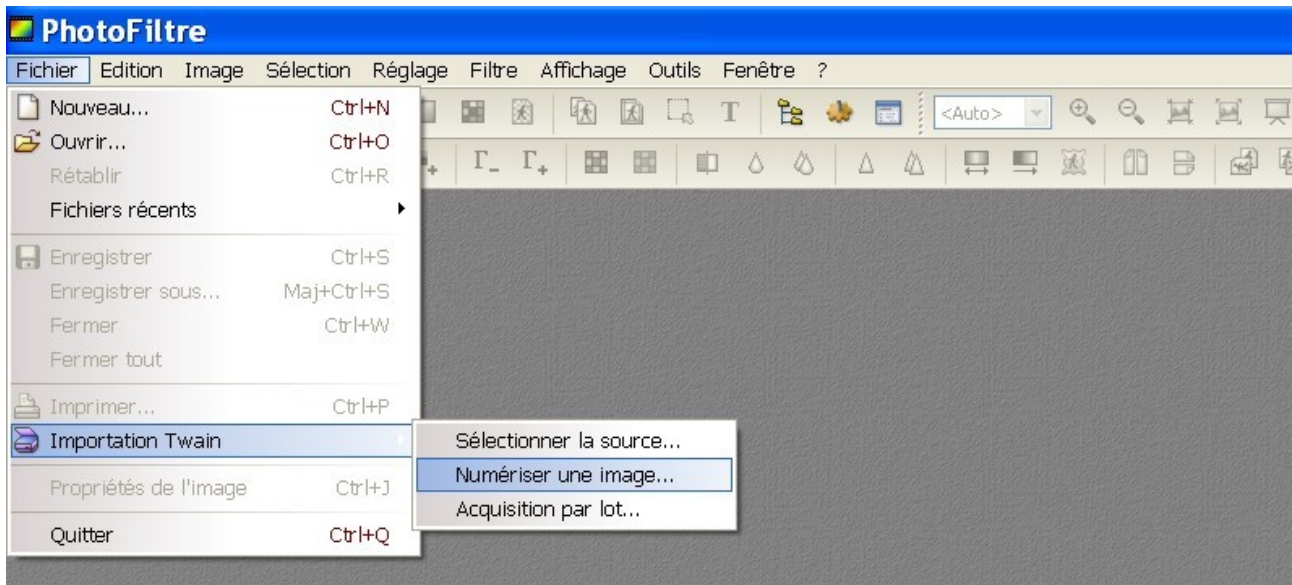 PhotoFiltre
Fichier Edition Image Sélection Réglage Filtre Affichage Outils Fenêtre ?
Nouveau... Ctrl+N
Ouvrir... Ctrl+O
Rétablir Ctrl+R
Fichiers récents
Enregistrer Ctrl+S
Enregistrer sous... Maj+Ctrl+S
Fermer Ctrl+W
Fermer tout
Imprimer... Ctrl+P
Importation Twain
Propriétés de l'image Ctrl+J
Quitter Ctrl+Q
T <Auto>
Sélectionner la source...
Numériser une image...
Acquisition par lot...